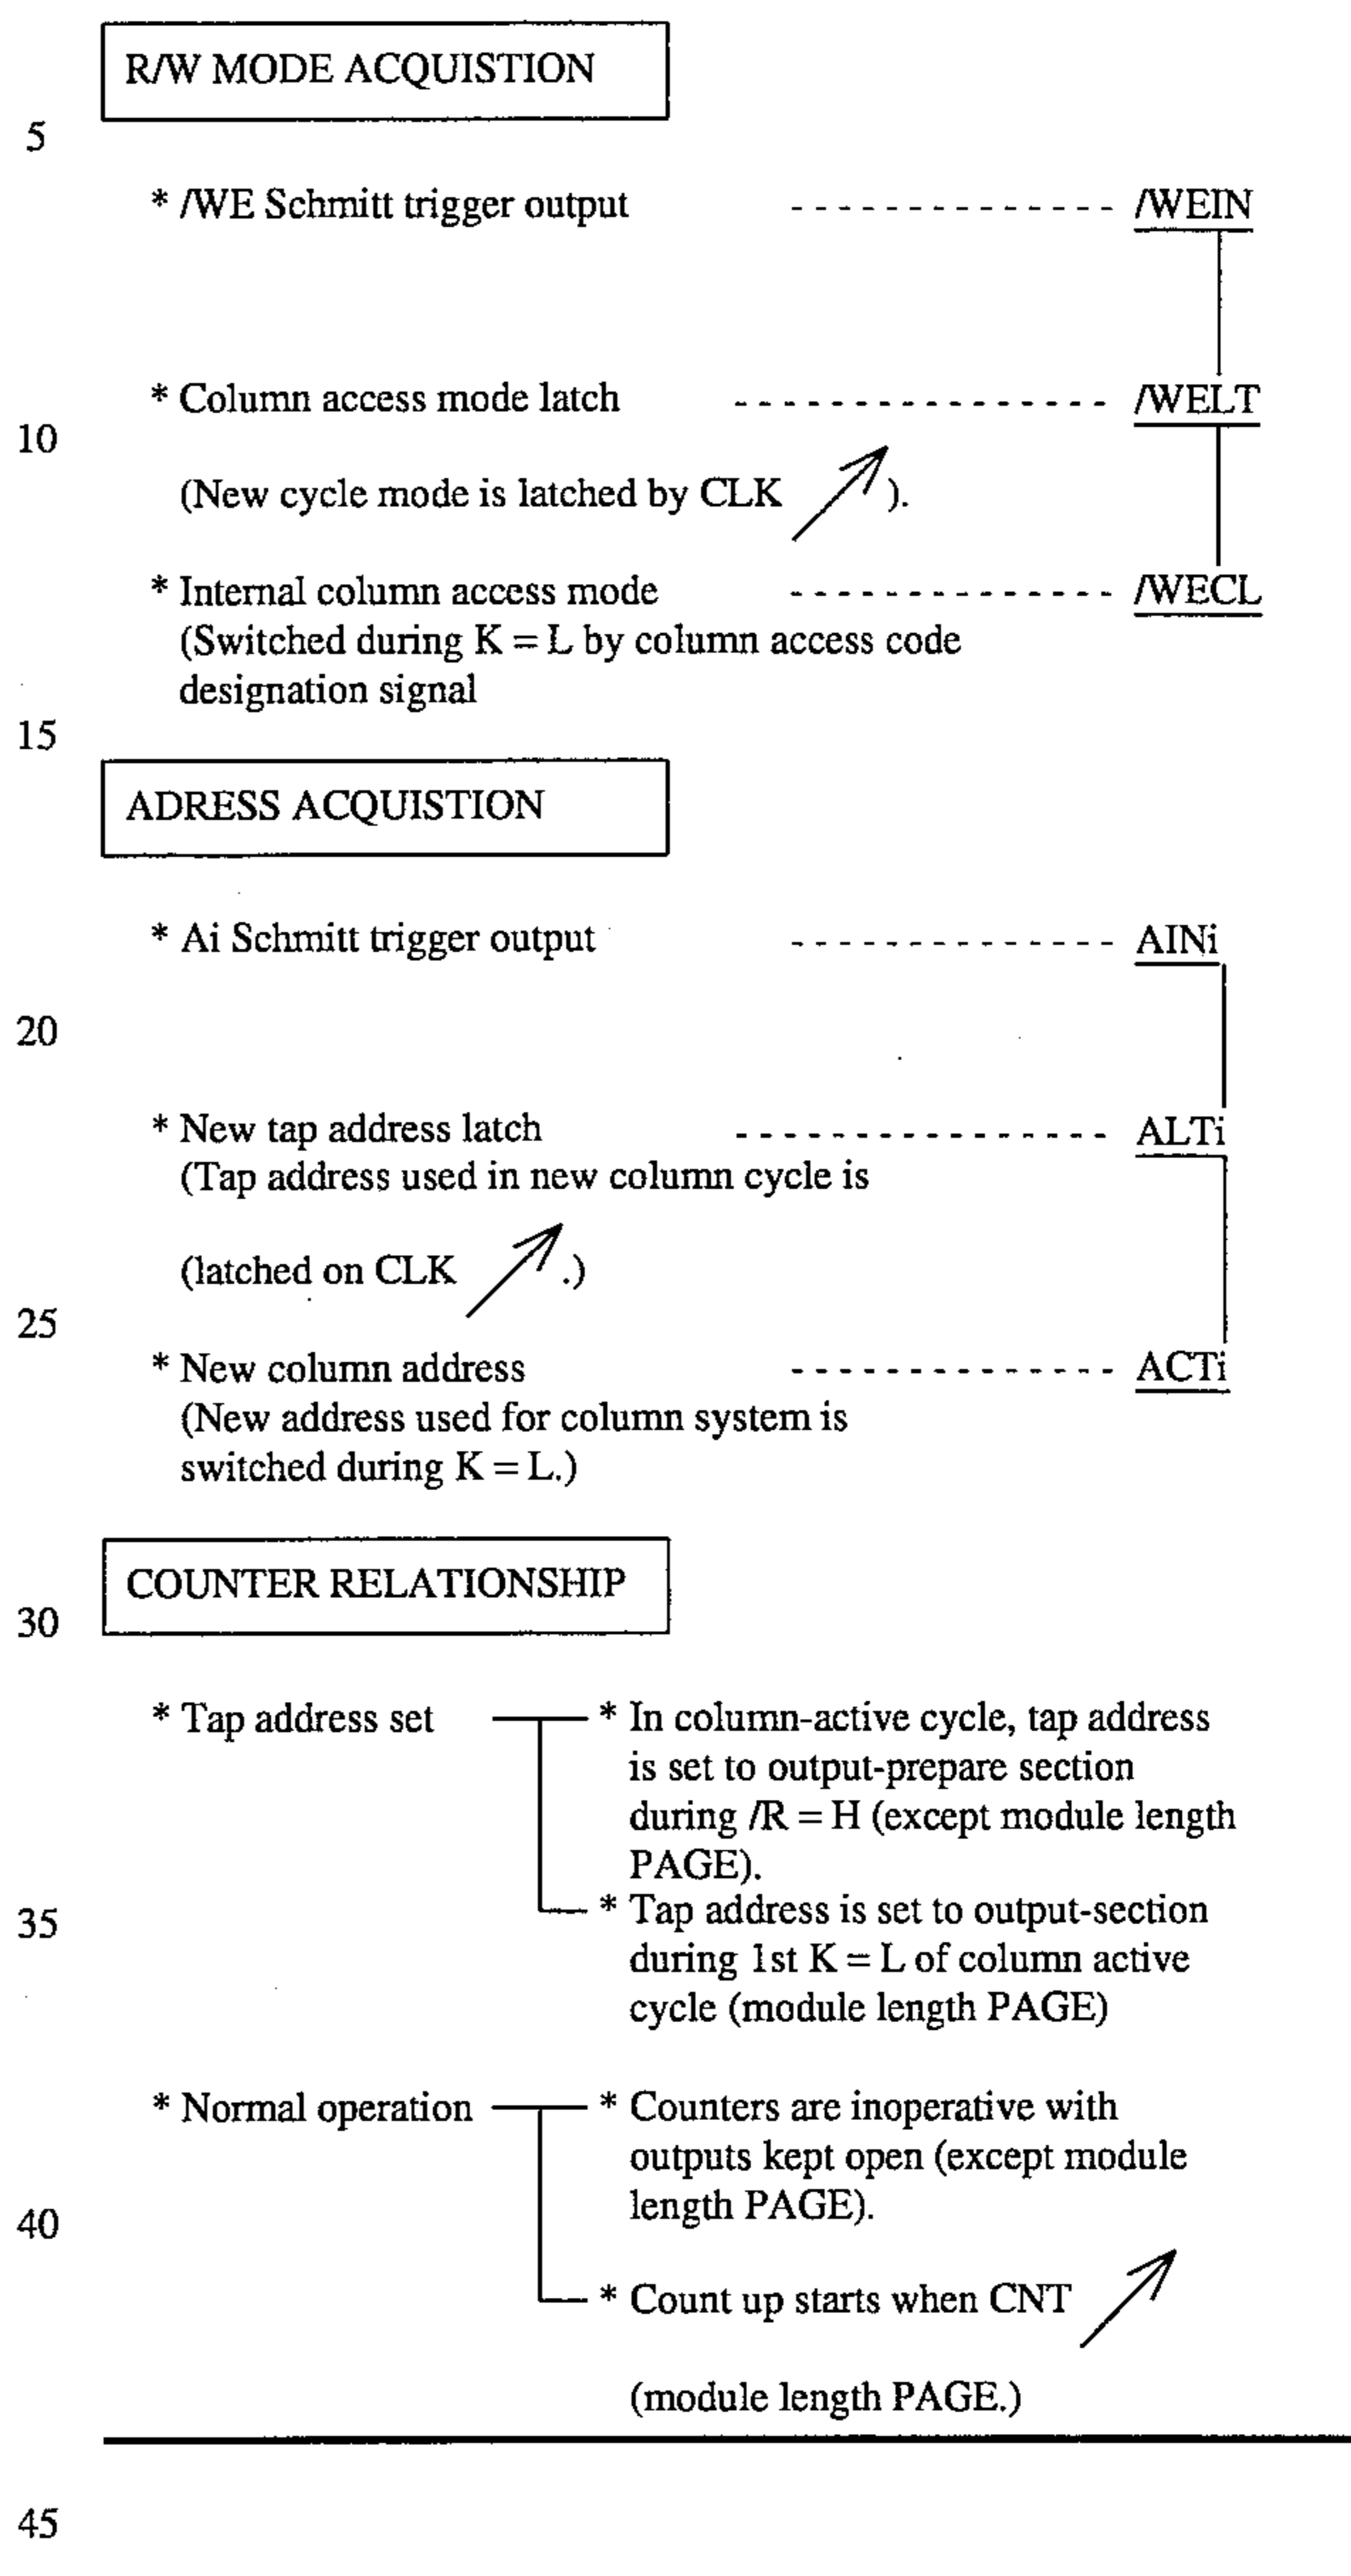 R/W MODE ACQUISTION
5
* /WE Schmitt trigger output - - - - - - - - - - - - - - /WEIN
* Column access mode latch - - - - - - - - - - - - - - - - /WELT
10
(New cycle mode is latched by CLK ).
* Internal column access mode - - - - - - - - - - - - - - /WECL
(Switched during K = L by column access code
designation signal
15
ADRESS ACQUISTION
* Ai Schmitt trigger output - - - - - - - - - - - - - - AINi
20
* New tap address latch - - - - - - - - - - - - - - - - ALTi
(Tap address used in new column cycle is
(latched on CLK .)
25
* New column address - - - - - - - - - - - - - - ACTi
(New address used for column system is
switched during K = L.)
COUNTER RELATIONSHIP
30
* Tap address set * In column-active cycle, tap address
is set to output-prepare section
during /R = H (except module length
PAGE).
35 * Tap address is set to output-section
during 1st K = L of column active
cycle (module length PAGE)
* Normal operation * Counters are inoperative with
outputs kept open (except module
length PAGE).
40
* Count up starts when CNT
(module length PAGE.)
45